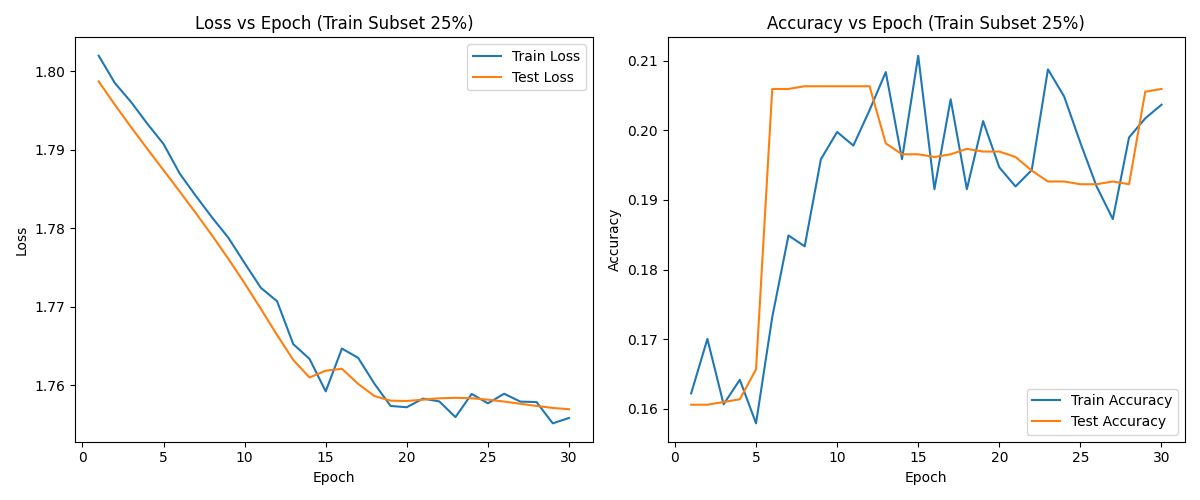 Loss vs Epoch (Train Subset 25%)
Train Loss
Test Loss
1.80
1.79
1.78
1.77
1.76
Loss
0 5 10 15 20 25 30
Epoch
Accuracy vs Epoch (Train Subset 25%)
0.21
0.20
0.19
0.18
0.17
0.16
Accuracy
Train Accuracy
Test Accuracy
0 5 10 15 20 25 30
Epoch